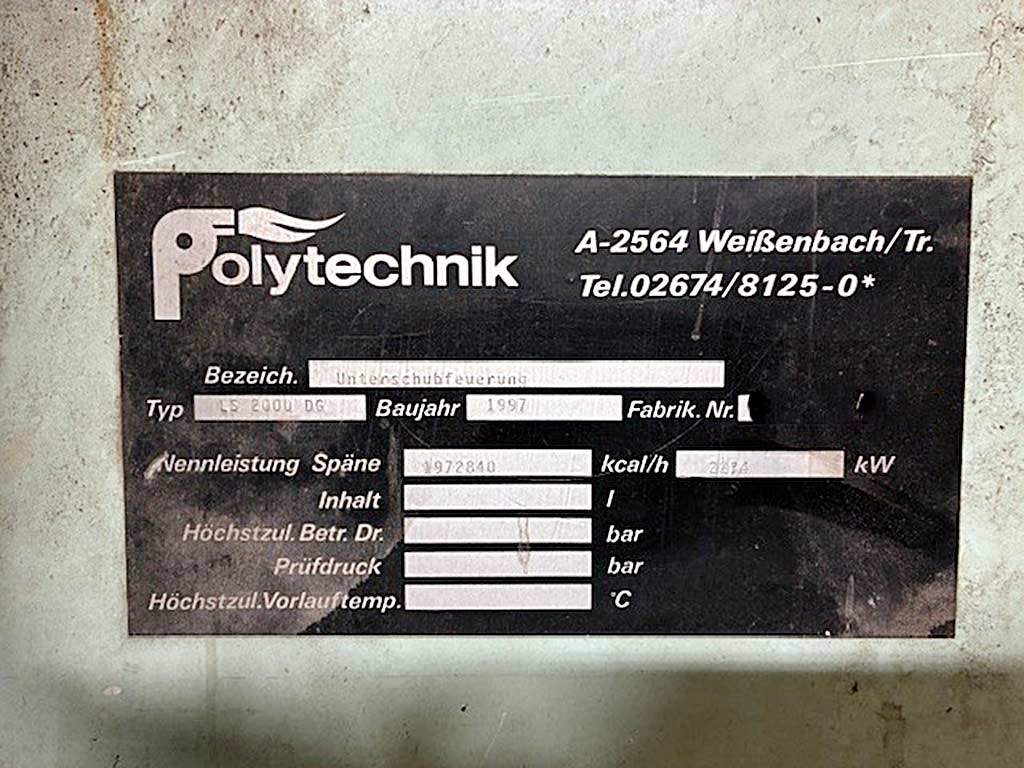 Polytechnik
A-2564 Weißenbach/Tr.
Tel.02674/8125-0*
Bezeich. Unterschubfeuerung
Typ LS 2000 DG Baujahr 1997 Fabrik. Nr.
Nennleistung Späne 1972840 kcal/h kW
Inhalt l
Höchstzul. Betr. Dr. bar
Prüfdruck bar
Höchstzul.Vorlauftemp. °C